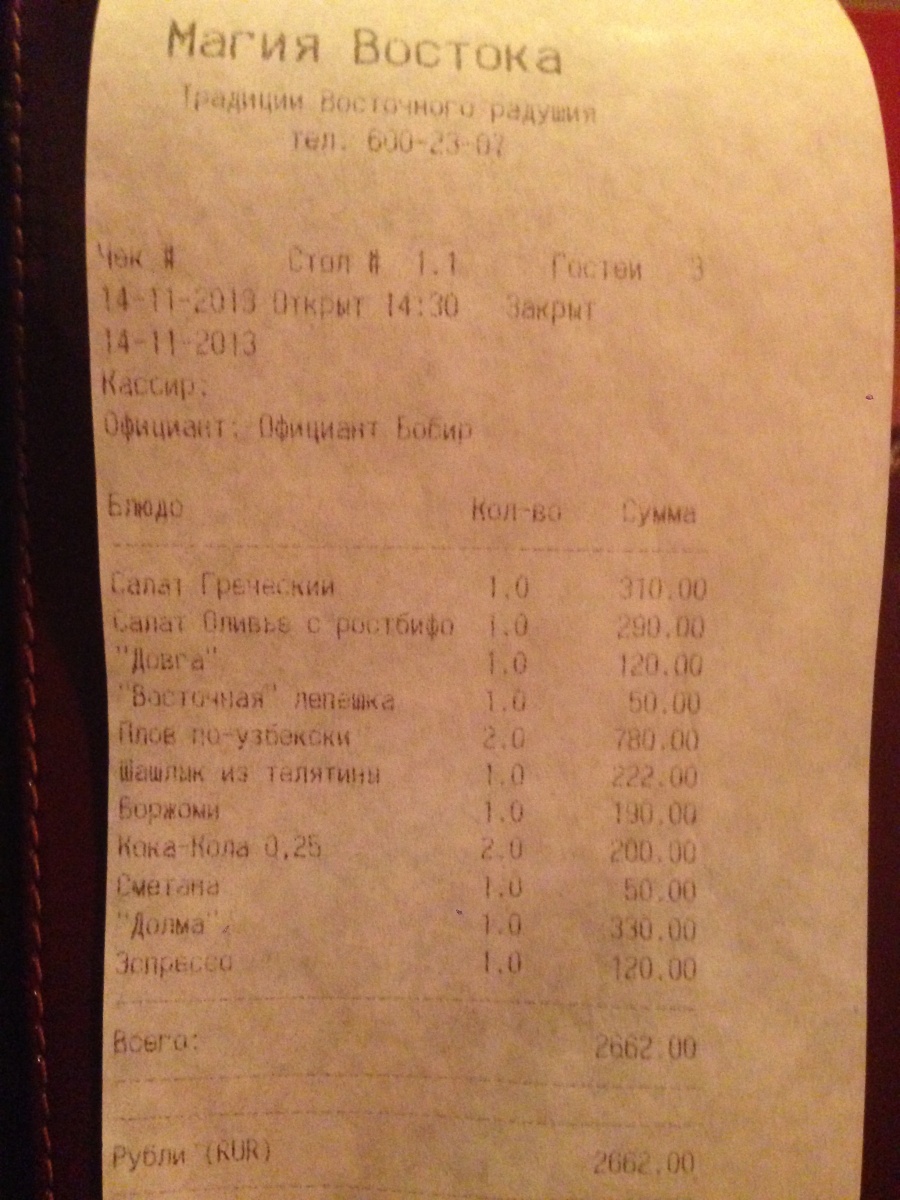 Магия Востока
Традиции Восточного радушия
тел. 600-23-07
Чек # Стол # 1.1 Гостей 3
14-11-2013 Открыт 14:30 Закрыт
14-11-2013
Кассир:
Официант: Официант Бобир
Блюдо Кол-во Сумма
Салат Греческий 1.0 310.00
Салат Оливье с ростбифо 1.0 290.00
"Довга" 1.0 120.00
"Восточная" лепешка 1.0 50.00
Плов по-узбекски 2.0 780.00
Шашлык из телятины 1.0 222.00
Боржоми 1.0 190.00
Кока-Кола 0,25 2.0 200.00
Сметана 1.0 50.00
"Долма" 1.0 330.00
Эспрессо 1.0 120.00
Всего: 2662.00
Рубли (RUR) 2662.00